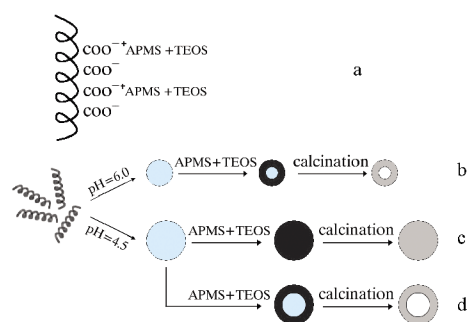 COO⁻⁺APMS+TEOS
COO⁻
COO⁻⁺APMS+TEOS
COO⁻
a
pH=6.0
APMS+TEOS
calcination
b
pH=4.5
APMS+TEOS
calcination
c
APMS+TEOS
calcination
d